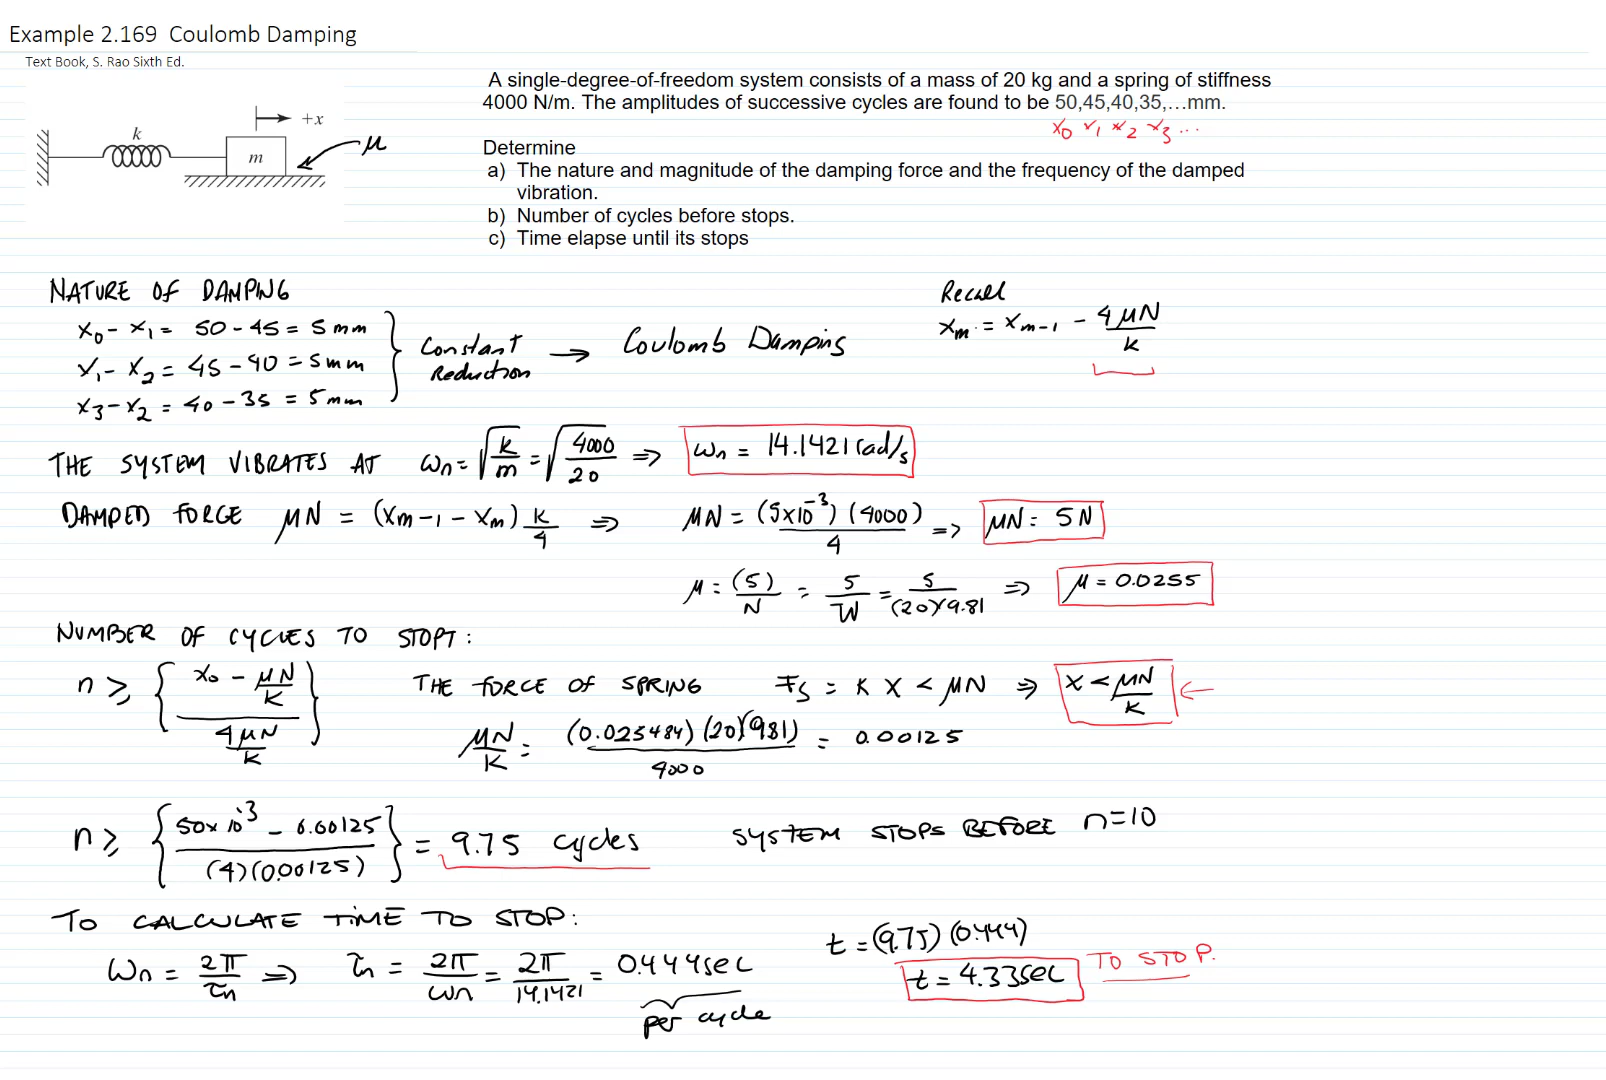 Example 2.169 Coulomb Damping
Text Book, S. Rao Sixth Ed.
A single-degree-of-freedom system consists of a mass of 20 kg and a spring of stiffness
4000 N/m. The amplitudes of successive cycles are found to be 50,45,40,35,...mm.
x₀ x₁ x₂ x₃ ...
k
m
+x
μ
Determine
a) The nature and magnitude of the damping force and the frequency of the damped
vibration.
b) Number of cycles before stops.
c) Time elapse until its stops
NATURE OF DAMPING
x₀ - x₁ = 50 - 45 = 5 mm
x₁ - x₂ = 45 - 40 = 5 mm
x₃ - x₂ = 40 - 35 = 5 mm
Constant Reduction → Coulomb Damping
Recall
xₘ = xₘ₋₁ - 4μN/k
THE SYSTEM VIBRATES AT ωn = √(k/m) = √(4000/20) ⇒ ωn = 14.1421 rad/s
DAMPED FORCE μN = (xₘ₋₁ - xₘ) k/4 ⇒ μN = (5x10⁻³)(4000)/4 => μN = 5N
μ = (5)/N = 5/W = 5/(20)(9.81 ⇒ μ = 0.0255
NUMBER OF CYCLES TO STOPT :
n ≥ { (x₀ - μN/K) / (4μN/K) }
THE FORCE OF SPRING Fs = K X < μN ⇒ X < μN/K ←
μN/K = (0.025484)(20)(981)/4000 = 0.00125
n ≥ { (50x10⁻³ - 0.00125) / (4)(0.00125) } = 9.75 cycles
SYSTEM STOPS BEFORE n=10
TO CALCULATE TIME TO STOP:
ωn = 2π/τn ⇒ τn = 2π/ωn = 2π/14.1421 = 0.444sec
per cycle
t = (9.75)(0.444)
t = 4.33sec TO STOP.